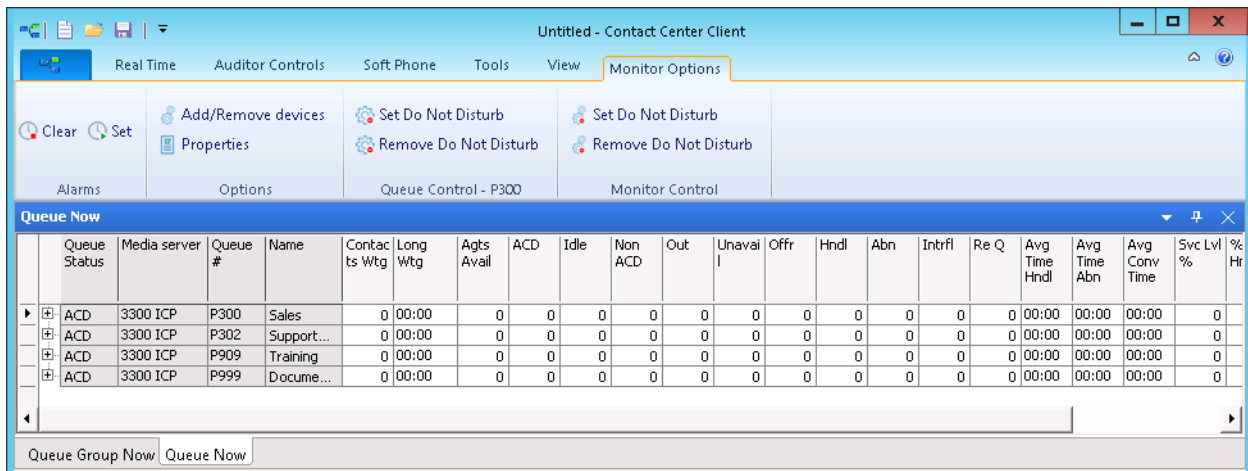 Untitled - Contact Center Client
Real Time Auditor Controls Soft Phone Tools View Monitor Options
Clear Set
Add/Remove devices
Properties
Set Do Not Disturb
Remove Do Not Disturb
Set Do Not Disturb
Remove Do Not Disturb
Alarms Options Queue Control - P300 Monitor Control
Queue Now
Queue Status Media server Queue # Name Contac ts Wtg Long Wtg Agts Avail ACD Idle Non ACD Out Unavai l Offr Hndl Abn Intrfl Re Q Avg Time Hndl Avg Time Abn Avg Conv Time Svc Lvl % % Hr
ACD 3300 ICP P300 Sales 0 00:00 0 0 0 0 0 0 0 0 0 0 0 00:00 00:00 00:00 0
ACD 3300 ICP P302 Support... 0 00:00 0 0 0 0 0 0 0 0 0 0 0 00:00 00:00 00:00 0
ACD 3300 ICP P909 Training 0 00:00 0 0 0 0 0 0 0 0 0 0 0 00:00 00:00 00:00 0
ACD 3300 ICP P999 Docume... 0 00:00 0 0 0 0 0 0 0 0 0 0 0 00:00 00:00 00:00 0
Queue Group Now Queue Now